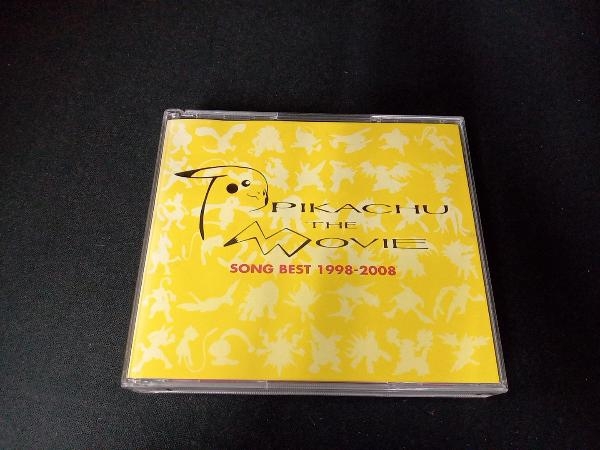 PIKACHU
THE
MOVIE
SONG BEST 1998-2008